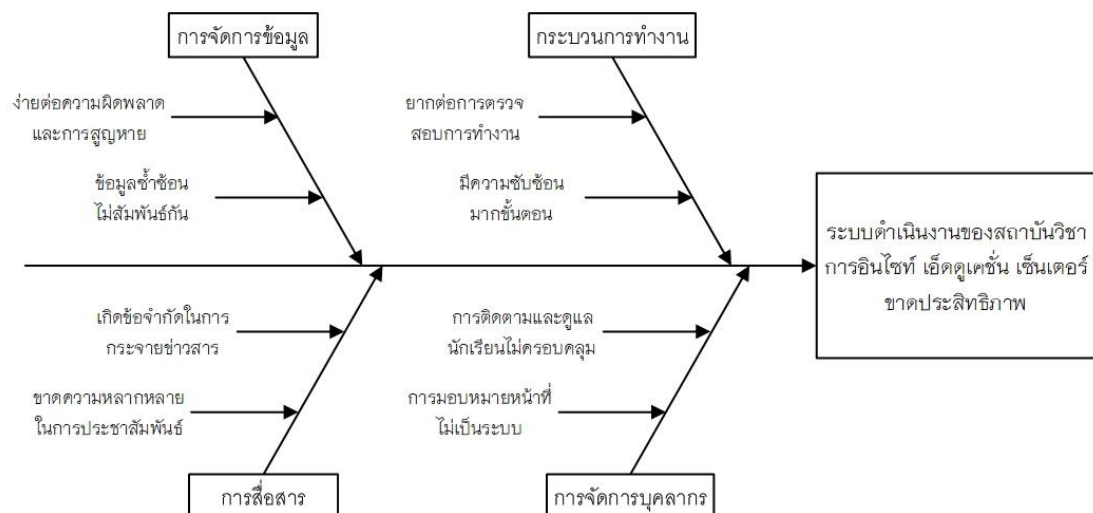 การจัดการข้อมูล
กระบวนการทำงาน
ง่ายต่อความผิดพลาด
และการสูญหาย
ยากต่อการตรวจ
สอบการทำงาน
ข้อมูลซ้ำซ้อน
ไม่สัมพันธ์กัน
มีความซับซ้อน
มากขั้นตอน
ระบบดำเนินงานของสถาบันวิชา
การอินไซท์ เอ็ดดูเคชั่น เซ็นเตอร์
ขาดประสิทธิภาพ
เกิดข้อจำกัดในการ
กระจายข่าวสาร
การติดตามและดูแล
นักเรียนไม่ครอบคลุม
ขาดความหลากหลาย
ในการประชาสัมพันธ์
การมอบหมายหน้าที่
ไม่เป็นระบบ
การสื่อสาร
การจัดการบุคลากร